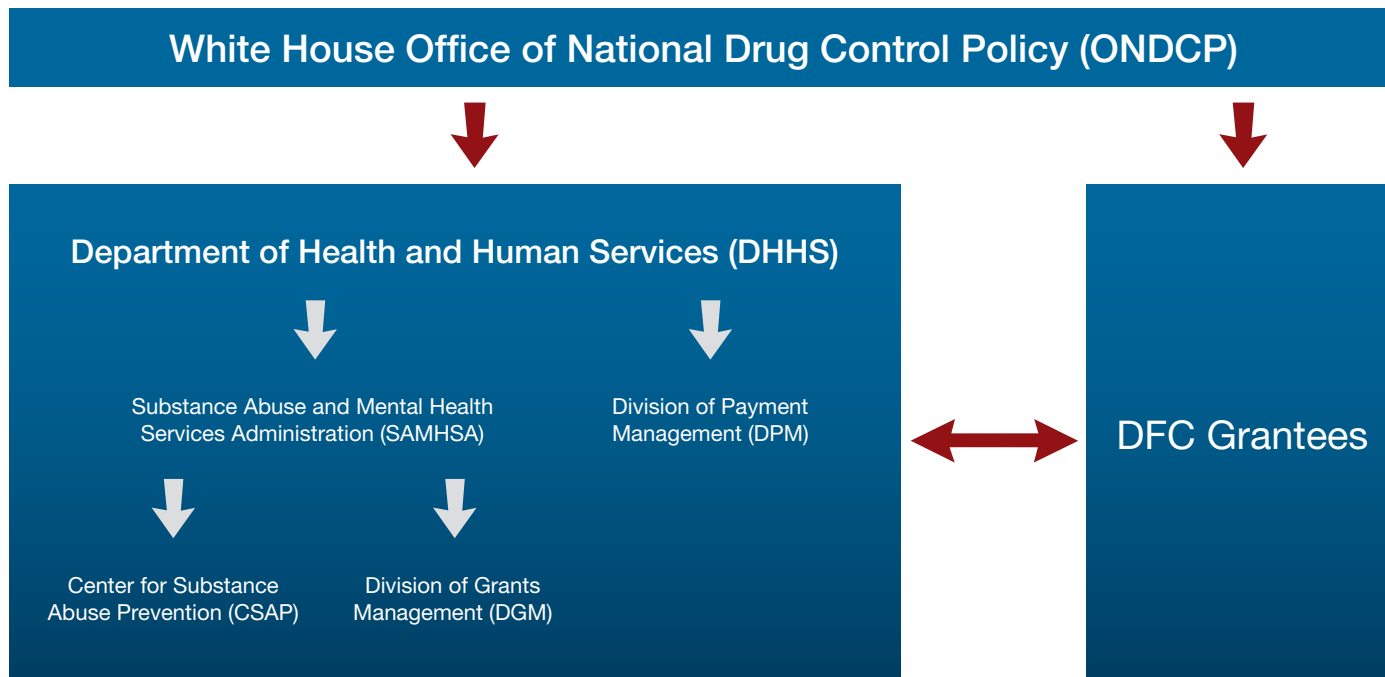 White House Office of National Drug Control Policy (ONDCP)
Department of Health and Human Services (DHHS)
Substance Abuse and Mental Health
Services Administration (SAMHSA)
Division of Payment
Management (DPM)
DFC Grantees
Center for Substance
Abuse Prevention (CSAP)
Division of Grants
Management (DGM)